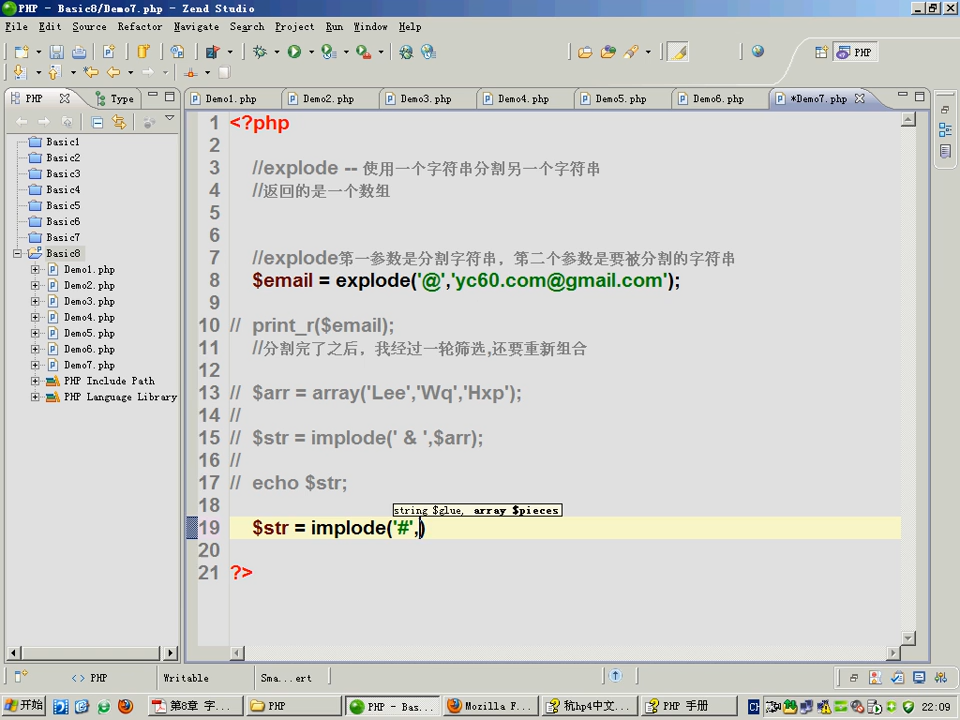 PHP - Basic8/Demo7.php - Zend Studio
File Edit Source Refactor Navigate Search Project Run Window Help
PHP
PHP Type Demo1.php Demo2.php Demo3.php Demo4.php Demo5.php Demo6.php *Demo7.php
Basic1
Basic2
Basic3
Basic4
Basic5
Basic6
Basic7
Basic8
Demo1.php
Demo2.php
Demo3.php
Demo4.php
Demo5.php
Demo6.php
Demo7.php
PHP Include Path
PHP Language Library
1 <?php
2
3 //explode -- 使用一个字符串分割另一个字符串
4 //返回的是一个数组
5
6
7 //explode第一参数是分割字符串，第二个参数是要被分割的字符串
8 $email = explode('@','yc60.com@gmail.com');
9
10 // print_r($email);
11 //分割完了之后，我经过一轮筛选,还要重新组合
12
13 // $arr = array('Lee','Wq','Hxp');
14 //
15 // $str = implode(' & ',$arr);
16 //
17 // echo $str;
18
string $glue, array $pieces
19 $str = implode('#',)
20
21 ?>
PHP Writable Sma...ert
开始 第8章 字... PHP PHP - Bas... Mozilla F... 杭hp4中文... PHP 手册 22:09